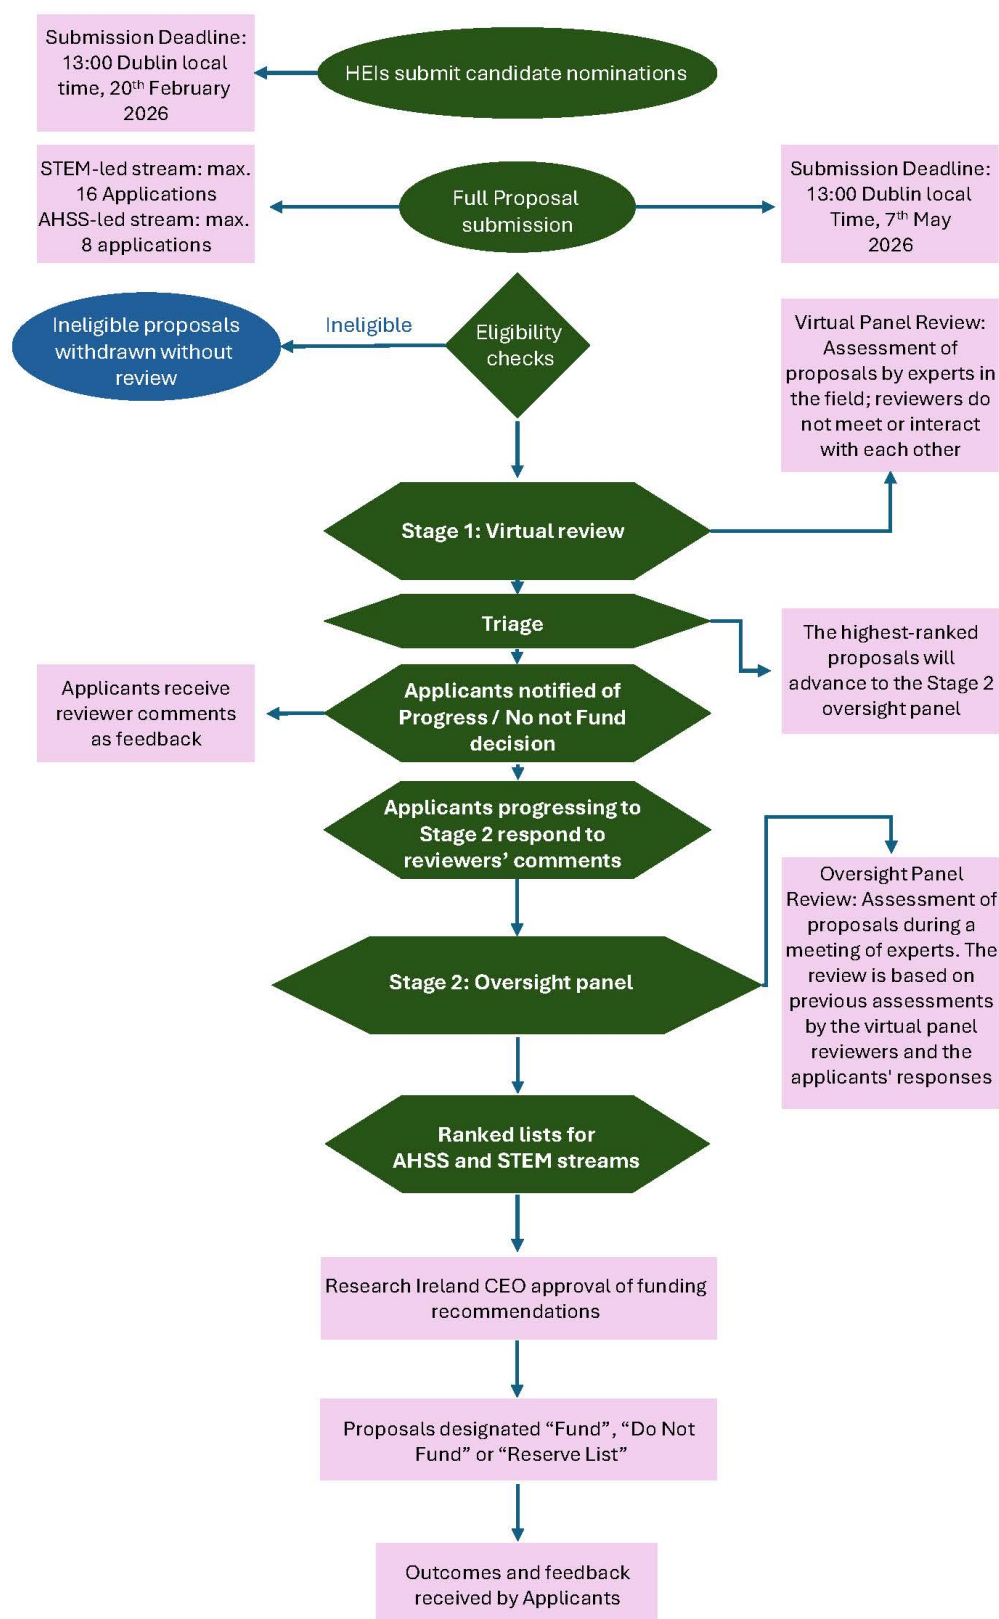 Submission Deadline:
13:00 Dublin local
time, 20th February
2026
HEIs submit candidate nominations
STEM-led stream: max.
16 Applications
AHSS-led stream: max.
8 applications
Full Proposal
submission
Submission Deadline:
13:00 Dublin local
Time, 7th May
2026
Ineligible proposals
withdrawn without
review
Ineligible
Eligibility
checks
Virtual Panel Review:
Assessment of
proposals by experts in
the field; reviewers do
not meet or interact
with each other
Stage 1: Virtual review
Triage
The highest-ranked
proposals will
advance to the Stage 2
oversight panel
Applicants receive
reviewer comments
as feedback
Applicants notified of
Progress / No not Fund
decision
Applicants progressing to
Stage 2 respond to
reviewers’ comments
Oversight Panel
Review: Assessment of
proposals during a
meeting of experts. The
review is based on
previous assessments
by the virtual panel
reviewers and the
applicants' responses
Stage 2: Oversight panel
Ranked lists for
AHSS and STEM streams
Research Ireland CEO approval of funding
recommendations
Proposals designated “Fund”, “Do Not
Fund” or “Reserve List”
Outcomes and feedback
received by Applicants